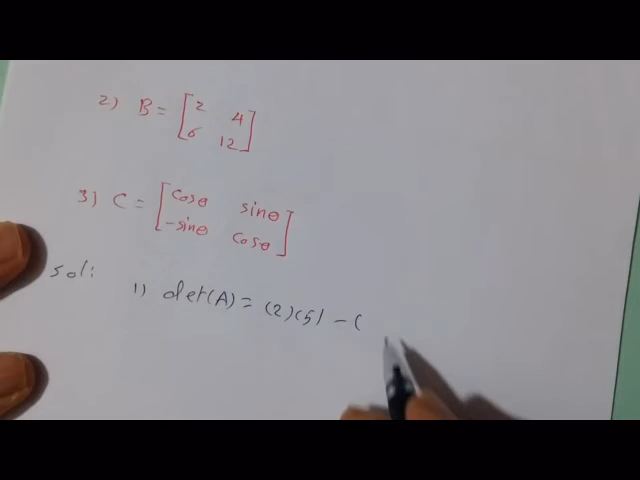 2) B = [2 4
6 12]
3) C = [cosθ sinθ
-sinθ cosθ]
sol:
1) det(A) = (2)(5) - (